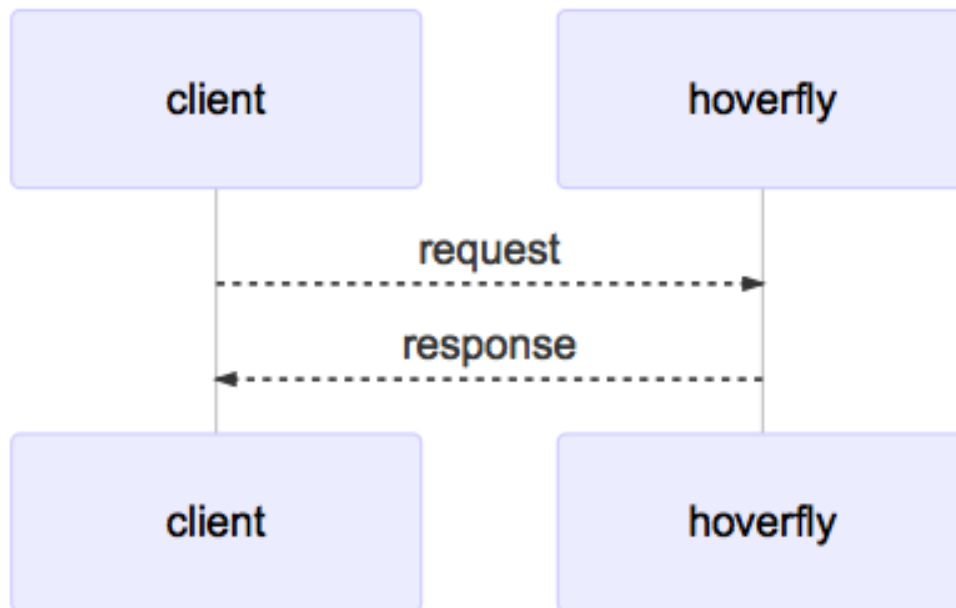 client
hoverfly
request
response
client
hoverfly